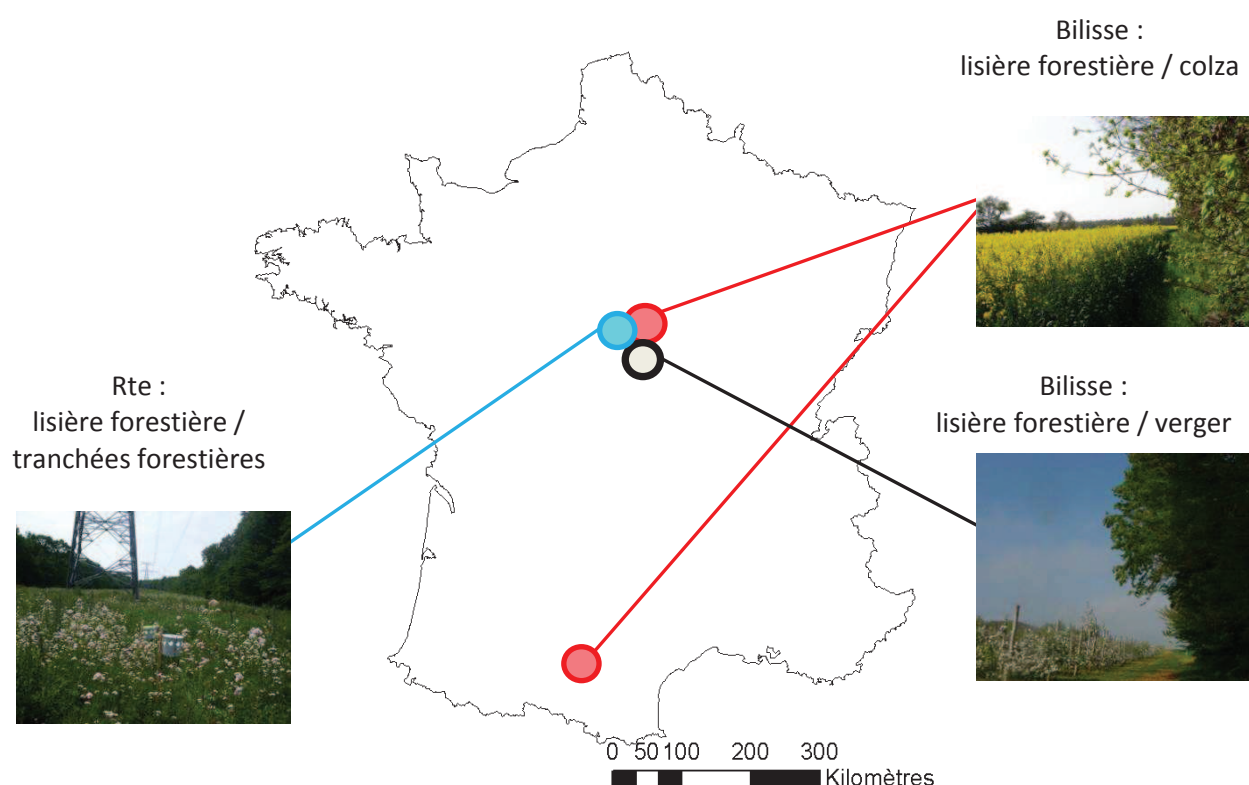 Bilisse :
lisière forestière / colza
Rte :
lisière forestière /
tranchées forestières
Bilisse :
lisière forestière / verger
0 50 100 200 300
Kilomètres